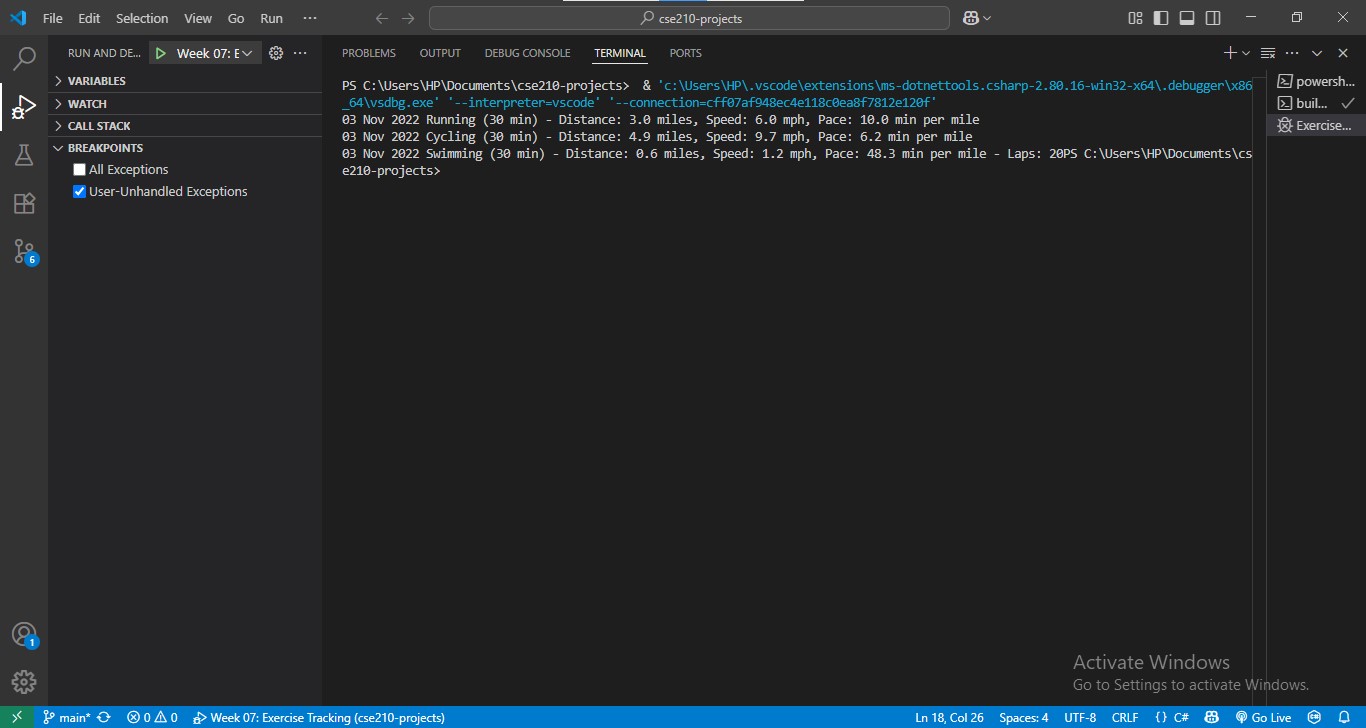 File Edit Selection View Go Run ···
cse210-projects
RUN AND DE... Week 07: E
VARIABLES
WATCH
CALL STACK
BREAKPOINTS
All Exceptions
User-Unhandled Exceptions
6
1
PROBLEMS OUTPUT DEBUG CONSOLE TERMINAL PORTS
PS C:\Users\HP\Documents\cse210-projects>  & 'c:\Users\HP\.vscode\extensions\ms-dotnettools.csharp-2.80.16-win32-x64\.debugger\x86
_64\vsdbg.exe' '--interpreter=vscode' '--connection=cff07af948ec4e118c0ea8f7812e120f'
03 Nov 2022 Running (30 min) - Distance: 3.0 miles, Speed: 6.0 mph, Pace: 10.0 min per mile
03 Nov 2022 Cycling (30 min) - Distance: 4.9 miles, Speed: 9.7 mph, Pace: 6.2 min per mile
03 Nov 2022 Swimming (30 min) - Distance: 0.6 miles, Speed: 1.2 mph, Pace: 48.3 min per mile - Laps: 20PS C:\Users\HP\Documents\cs
e210-projects>
powersh...
buil...
Exercise...
Activate Windows
Go to Settings to activate Windows.
main* 0 0 Week 07: Exercise Tracking (cse210-projects) Ln 18, Col 26 Spaces: 4 UTF-8 CRLF {} C# Go Live